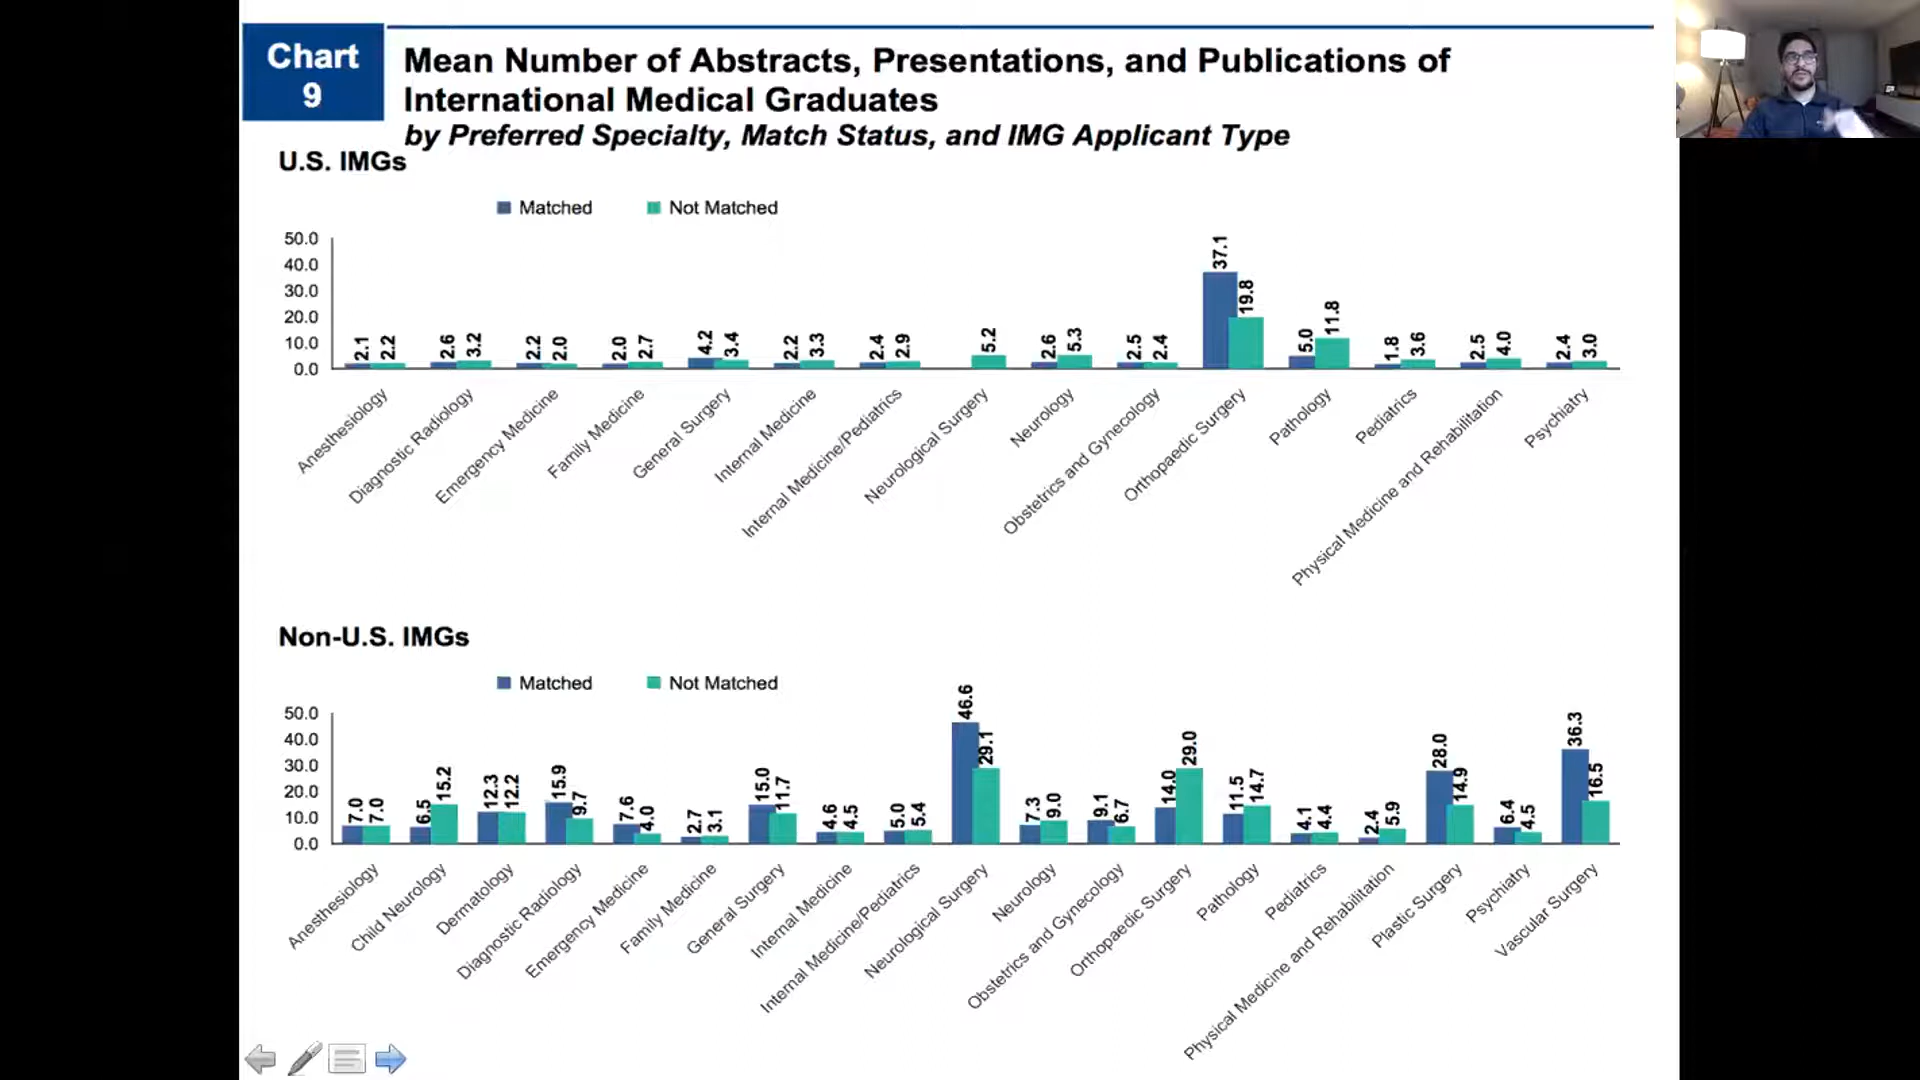 Chart
9
Mean Number of Abstracts, Presentations, and Publications of
International Medical Graduates
by Preferred Specialty, Match Status, and IMG Applicant Type
U.S. IMGs
Matched
Not Matched
50.0
40.0
30.0
20.0
10.0
0.0
2.1
2.2
2.6
3.2
2.2
2.0
2.0
2.7
4.2
3.4
2.2
3.3
2.4
2.9
5.2
2.6
5.3
2.5
2.4
37.1
19.8
5.0
11.8
1.8
3.6
2.5
4.0
2.4
3.0
Anesthesiology
Diagnostic Radiology
Emergency Medicine
Family Medicine
General Surgery
Internal Medicine
Internal Medicine/Pediatrics
Neurological Surgery
Neurology
Obstetrics and Gynecology
Orthopaedic Surgery
Pathology
Pediatrics
Physical Medicine and Rehabilitation
Psychiatry
Non-U.S. IMGs
Matched
Not Matched
50.0
40.0
30.0
20.0
10.0
0.0
7.0
7.0
6.5
15.2
12.3
12.2
15.9
9.7
7.6
4.0
2.7
3.1
15.0
11.7
4.6
4.5
5.0
5.4
46.6
29.1
7.3
9.0
9.1
6.7
14.0
29.0
11.5
14.7
4.1
4.4
2.4
5.9
28.0
14.9
6.4
4.5
36.3
16.5
Anesthesiology
Child Neurology
Dermatology
Diagnostic Radiology
Emergency Medicine
Family Medicine
General Surgery
Internal Medicine
Internal Medicine/Pediatrics
Neurological Surgery
Neurology
Obstetrics and Gynecology
Orthopaedic Surgery
Pathology
Pediatrics
Physical Medicine and Rehabilitation
Plastic Surgery
Psychiatry
Vascular Surgery